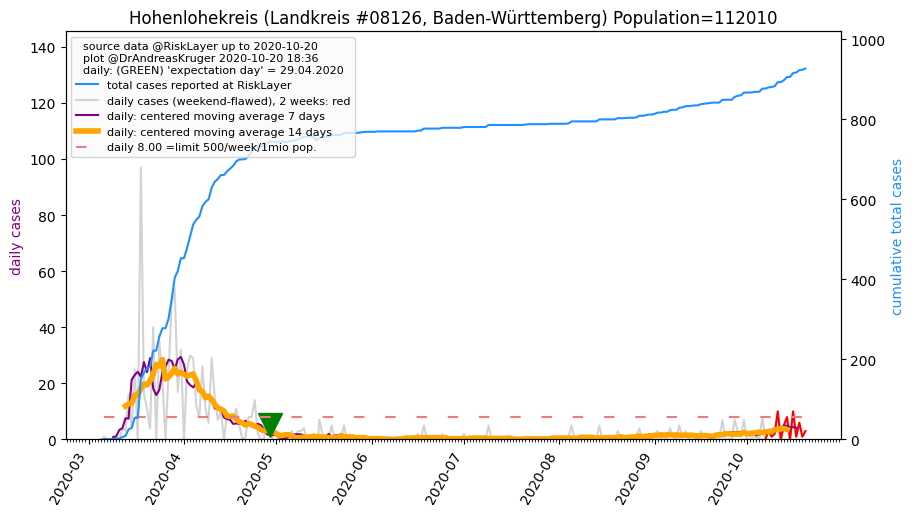 Hohenlohekreis (Landkreis #08126, Baden-Württemberg) Population=112010
source data @RiskLayer up to 2020-10-20
plot @DrAndreasKruger 2020-10-20 18:36
daily: (GREEN) 'expectation day' = 29.04.2020
total cases reported at RiskLayer
daily cases (weekend-flawed), 2 weeks: red
daily: centered moving average 7 days
daily: centered moving average 14 days
daily 8.00 =limit 500/week/1mio pop.
daily cases
140
120
100
80
60
40
20
0
cumulative total cases
1000
800
600
400
200
0
2020-03
2020-04
2020-05
2020-06
2020-07
2020-08
2020-09
2020-10